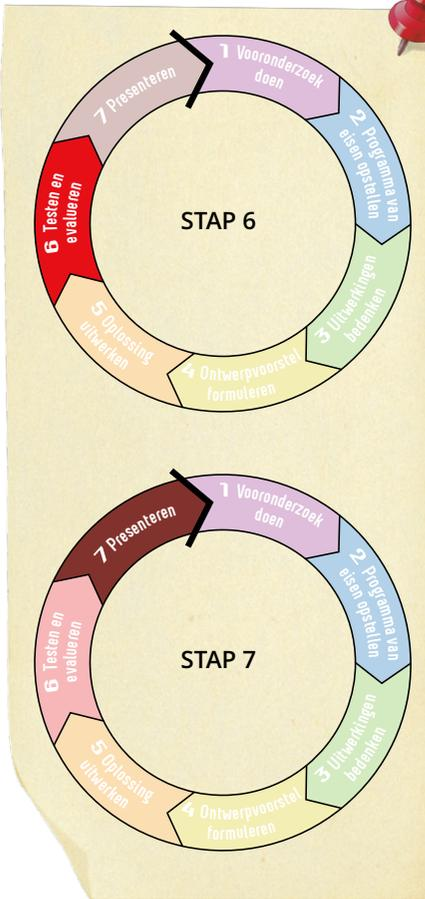 1 Vooronderzoek
doen
2 Programma van
eisen opstellen
3 Uitwerkingen
bedenken
4 Ontwerpvoorstel
formuleren
5 Oplossing
uitwerken
6 Testen en
evalueren
7 Presenteren
STAP 6
1 Vooronderzoek
doen
2 Programma van
eisen opstellen
3 Uitwerkingen
bedenken
4 Ontwerpvoorstel
formuleren
5 Oplossing
uitwerken
6 Testen en
evalueren
7 Presenteren
STAP 7